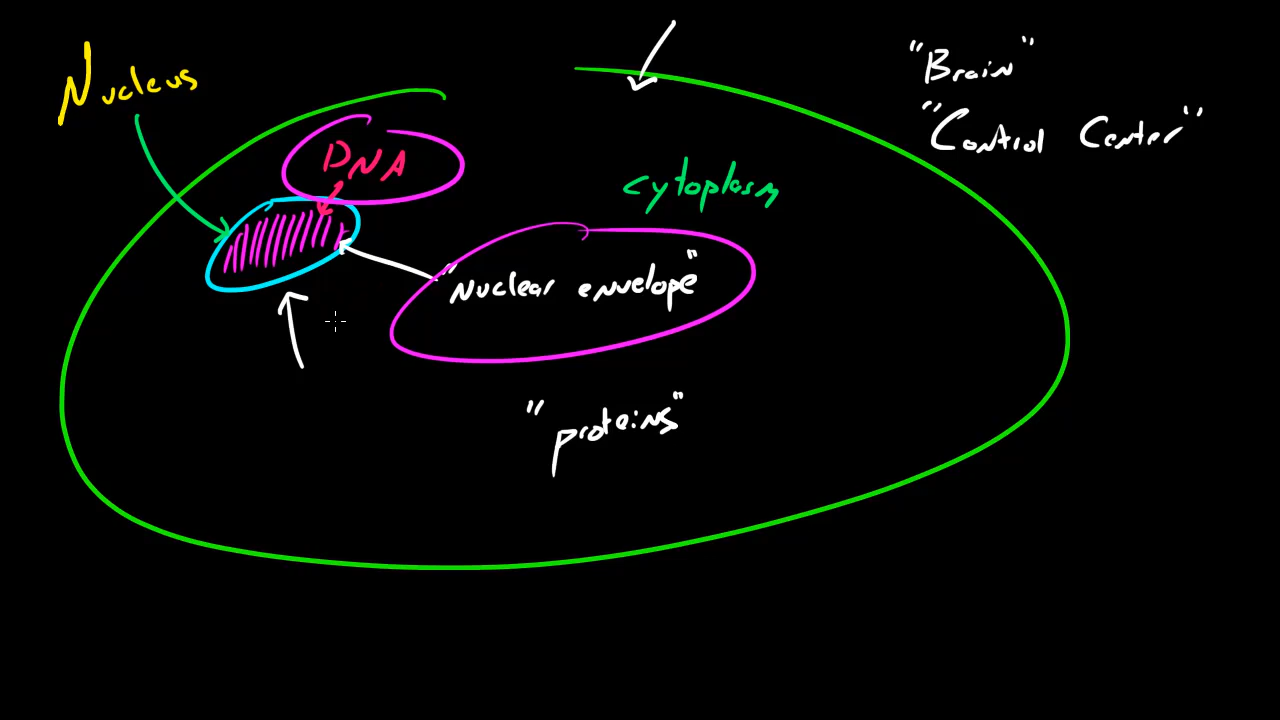 Nucleus
"Brain"
"Control Center"
DNA
cytoplasm
"Nuclear envelope"
"proteins"